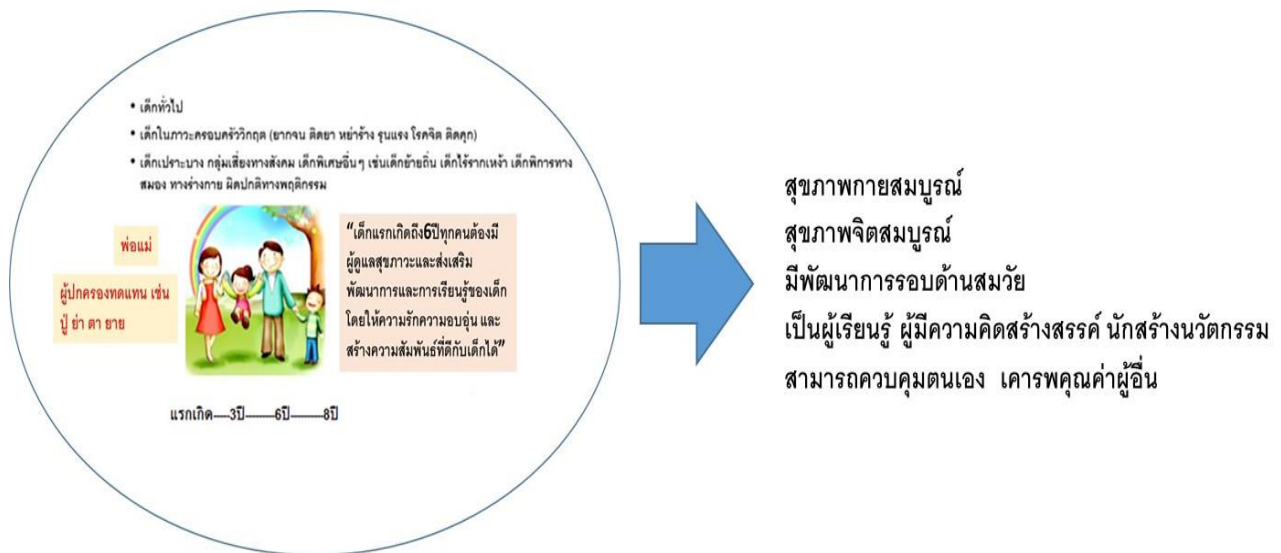 • เด็กทั่วไป
• เด็กในภาวะครอบครัววิกฤต (ยากจน ติดยา หย่าร้าง รุนแรง โรคจิต ติดคุก)
• เด็กเปราะบาง กลุ่มเสี่ยงทางสังคม เด็กพิเศษอื่นๆ เช่นเด็กย้ายถิ่น เด็กไร้รากเหง้า เด็กพิการทาง
สมอง ทางร่างกาย ผิดปกติทางพฤติกรรม
พ่อแม่
ผู้ปกครองทดแทน เช่น
ปู่ ย่า ตา ยาย
“เด็กแรกเกิดถึง6ปีทุกคนต้องมี
ผู้ดูแลสุขภาวะและส่งเสริม
พัฒนาการและการเรียนรู้ของเด็ก
โดยให้ความรักความอบอุ่น และ
สร้างความสัมพันธ์ที่ดีกับเด็กได้”
แรกเกิด----3ปี--------6ปี---------8ปี
สุขภาพกายสมบูรณ์
สุขภาพจิตสมบูรณ์
มีพัฒนาการรอบด้านสมวัย
เป็นผู้เรียนรู้ ผู้มีความคิดสร้างสรรค์ นักสร้างนวัตกรรม
สามารถควบคุมตนเอง เคารพคุณค่าผู้อื่น